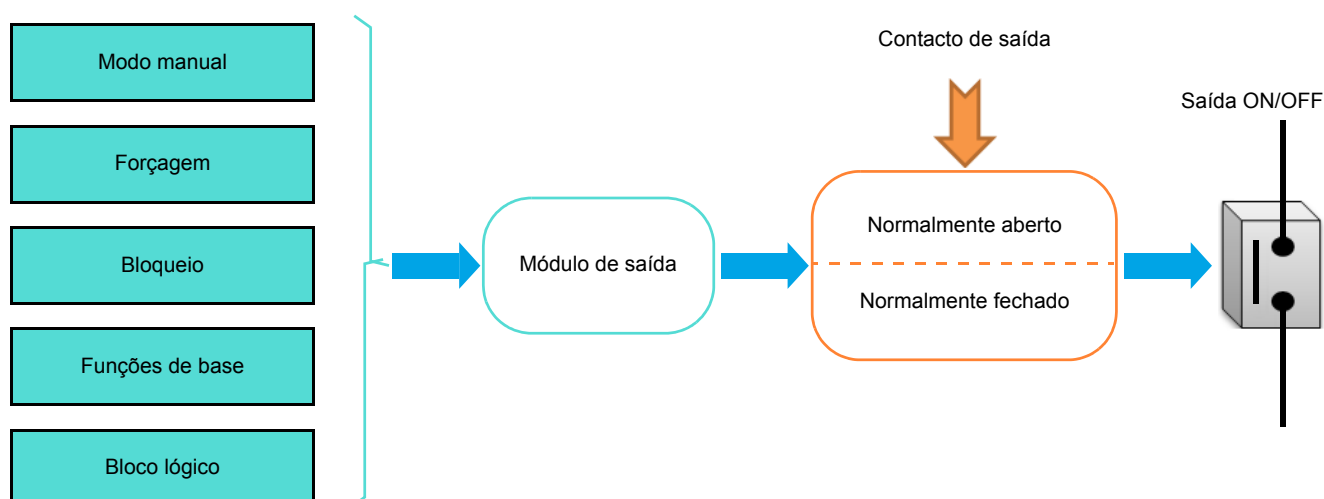 Modo manual
Forçagem
Bloqueio
Funções de base
Bloco lógico
Módulo de saída
Contacto de saída
Normalmente aberto
Normalmente fechado
Saída ON/OFF